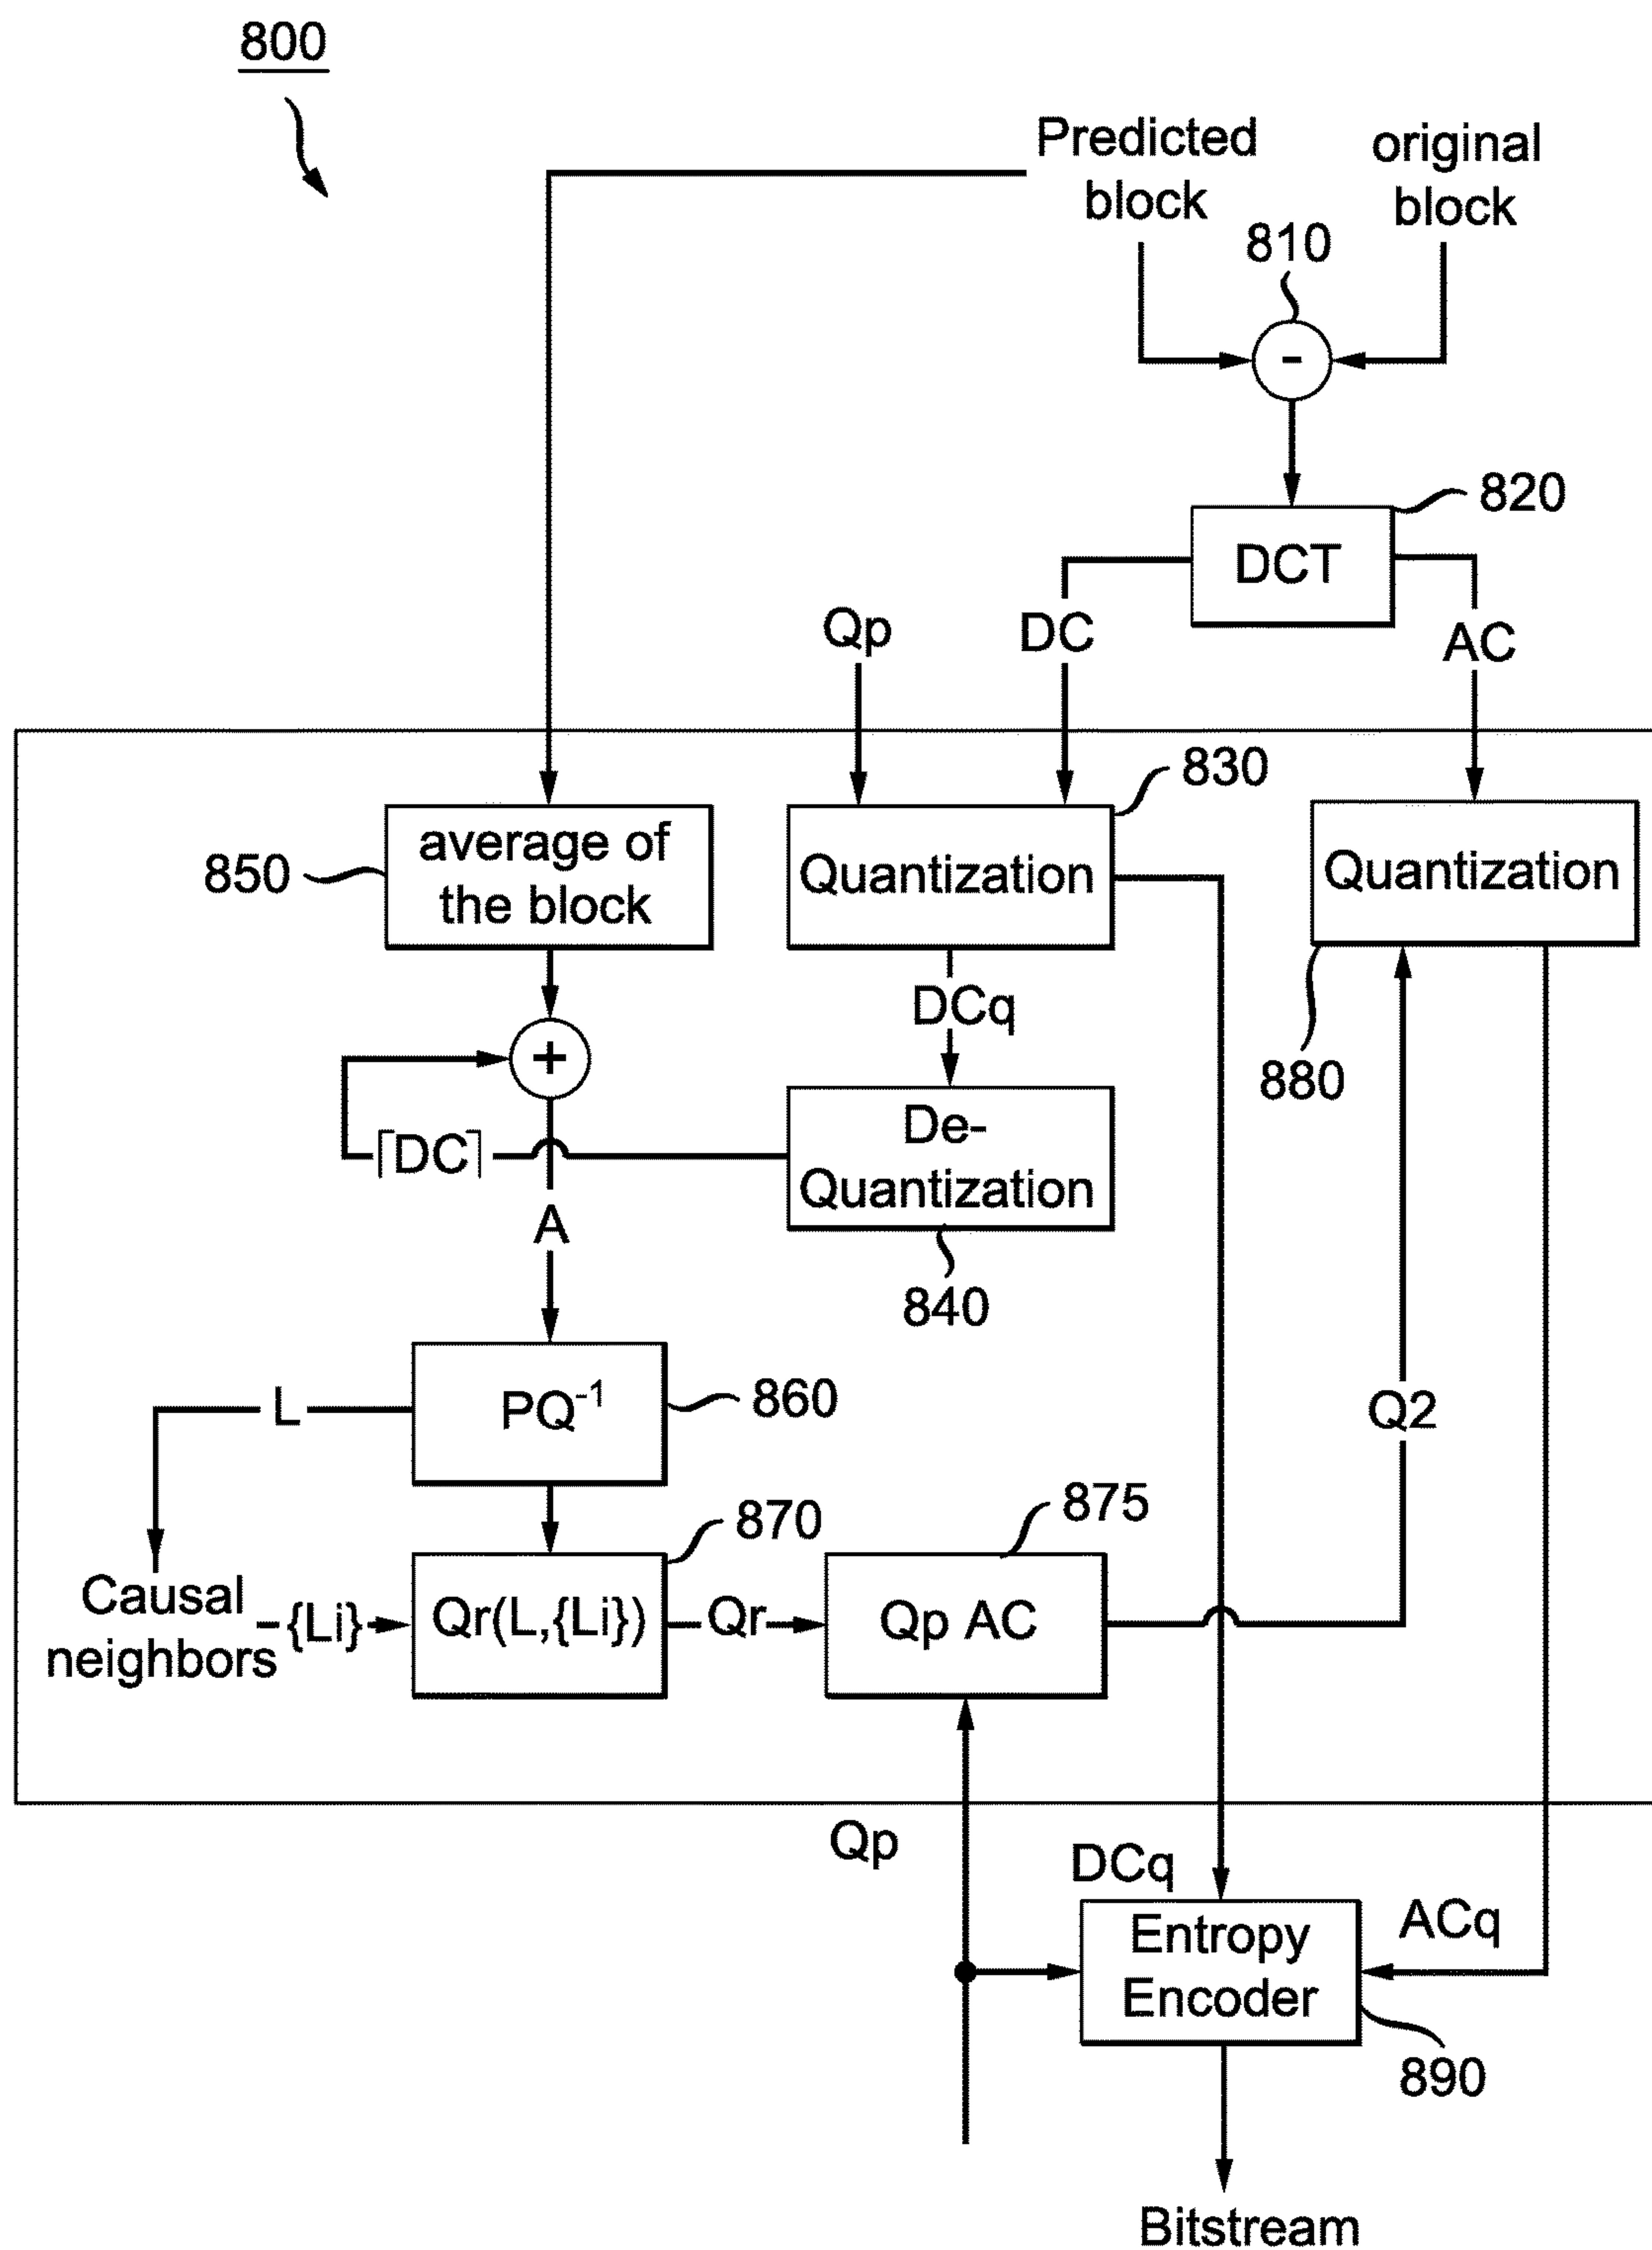 800
Predicted
block
original
block
810
-
820
DCT
Qp
DC
AC
830
850
average of
the block
Quantization
Quantization
DCq
880
+
⌈DC⌉
De-
Quantization
A
840
L
PQ⁻¹
860
Q2
870
875
Causal
neighbors
{Li}
Qr(L,{Li})
Qr
Qp AC
Qp
DCq
ACq
Entropy
Encoder
890
Bitstream